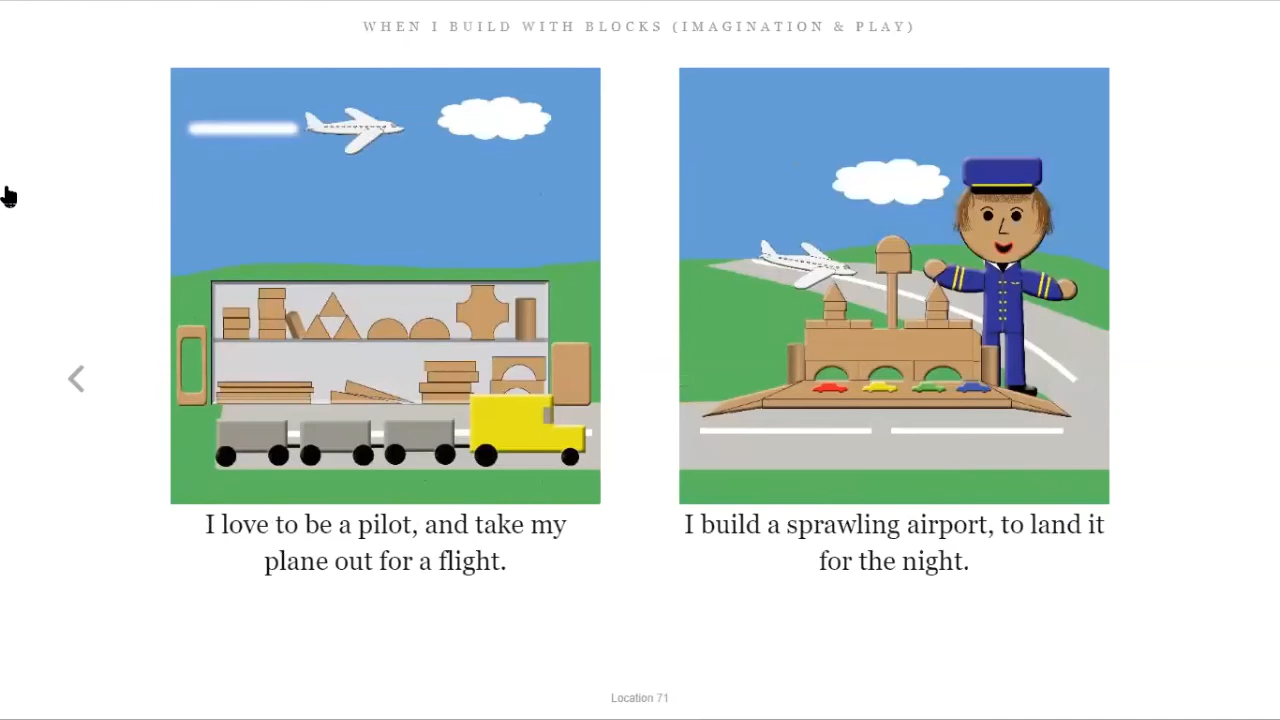 WHEN I BUILD WITH BLOCKS (IMAGINATION & PLAY)
I love to be a pilot, and take my
plane out for a flight.
I build a sprawling airport, to land it
for the night.
Location 71